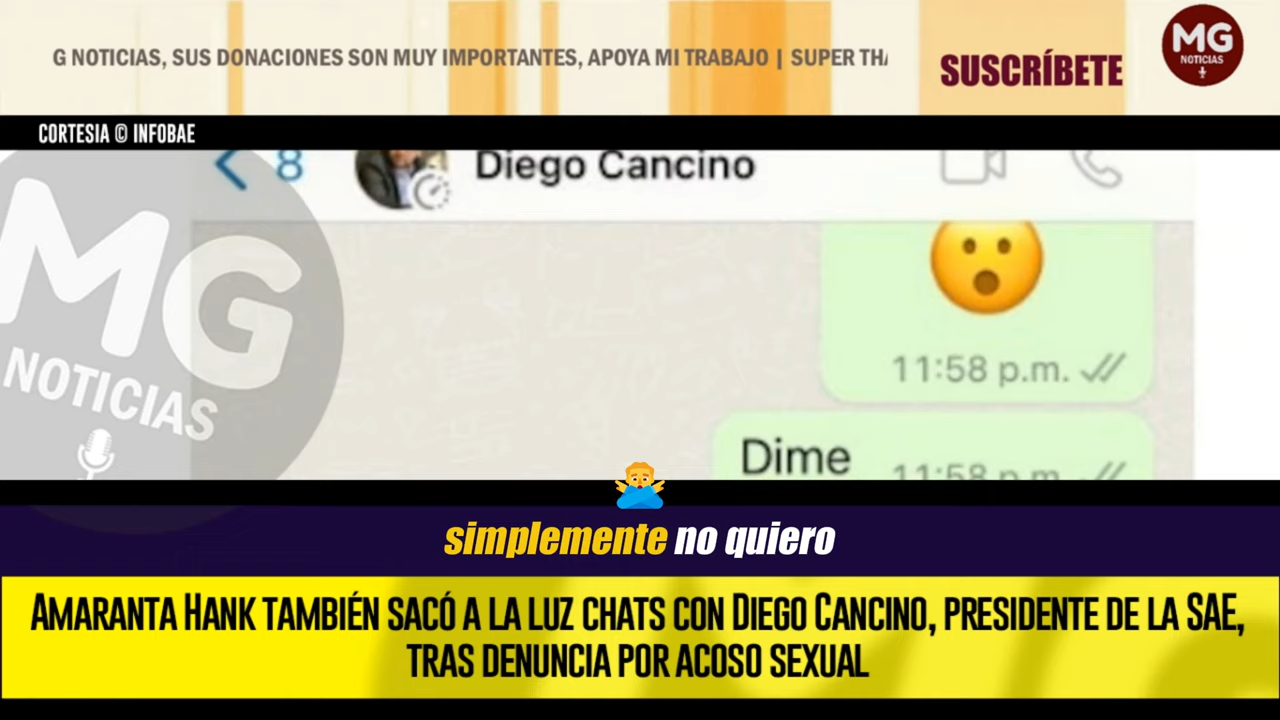 G NOTICIAS, SUS DONACIONES SON MUY IMPORTANTES, APOYA MI TRABAJO | SUPER
SUSCRÍBETE
MG
NOTICIAS
CORTESIA © INFOBAE
8
Diego Cancino
11:58 p.m.
Dime
11:58 p.m.
MG
NOTICIAS
simplemente no quiero
AMARANTA HANK TAMBIÉN SACÓ A LA LUZ CHATS CON DIEGO CANCINO, PRESIDENTE DE LA SAE,
TRAS DENUNCIA POR ACOSO SEXUAL